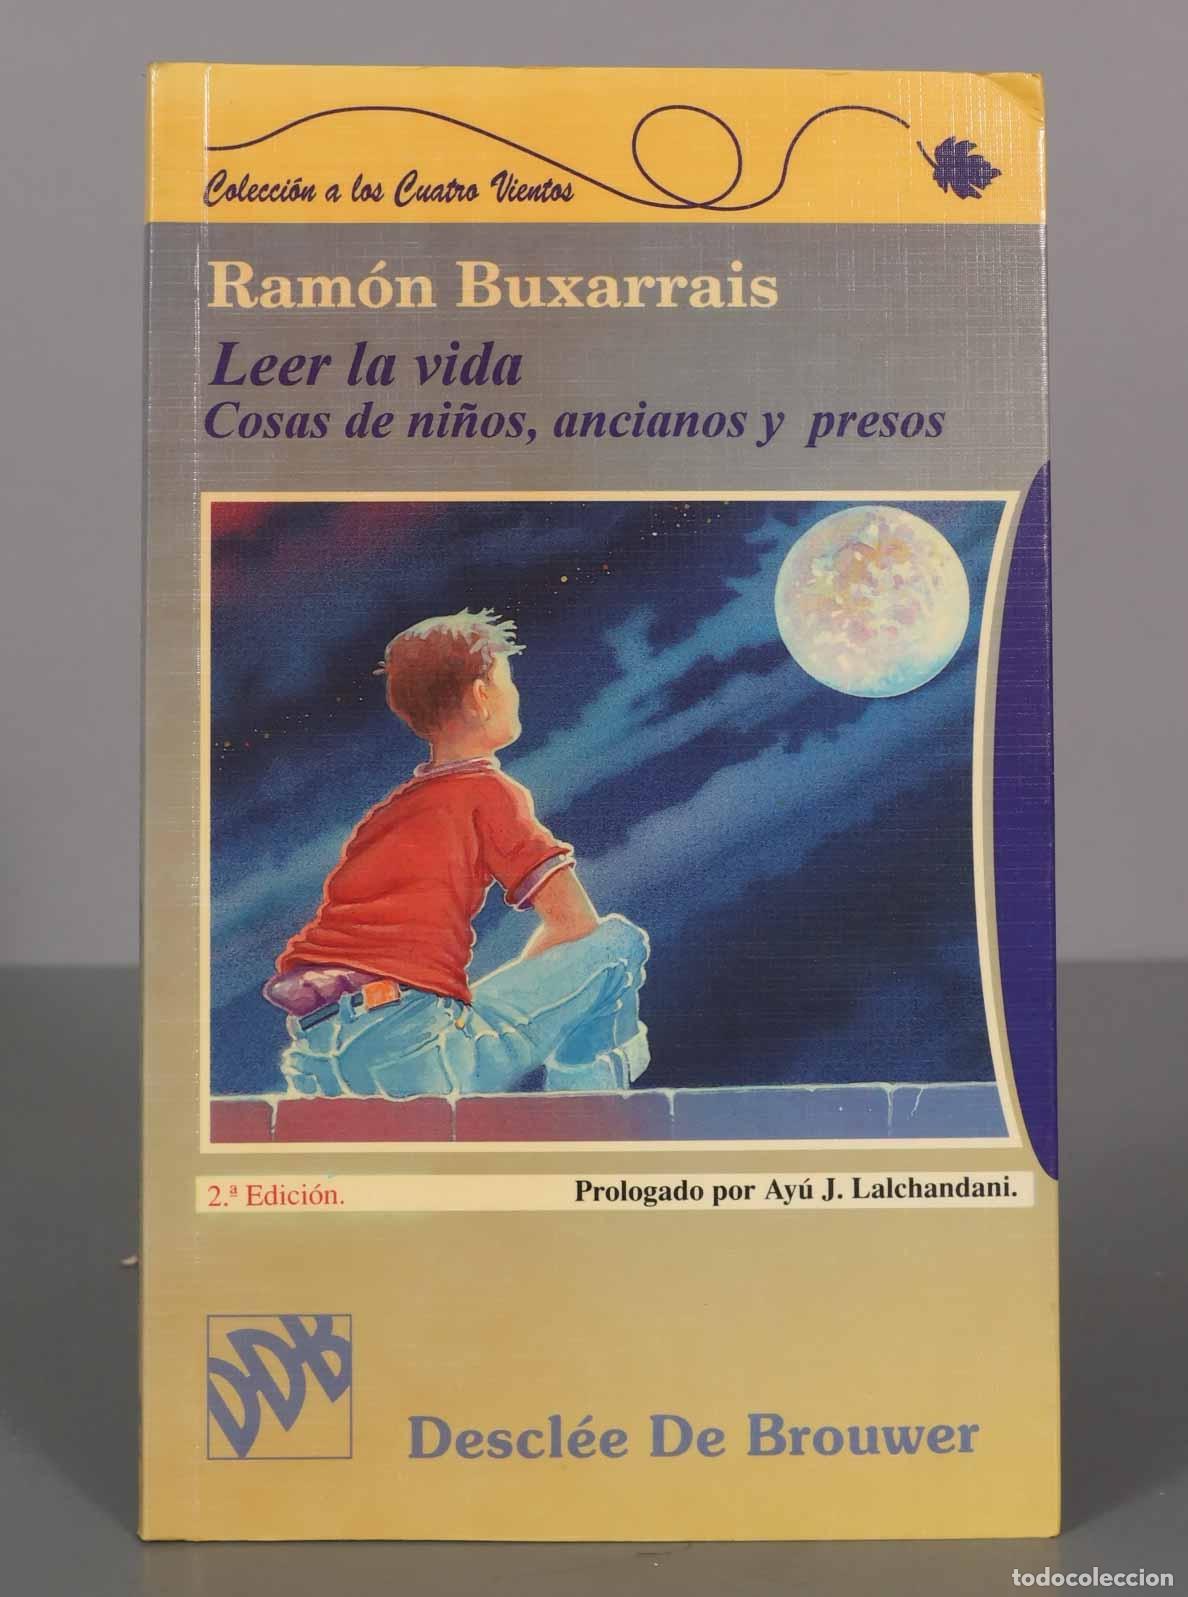 Colección a los Cuatro Vientos
Ramón Buxarrais
Leer la vida
Cosas de niños, ancianos y presos
2.ª Edición.
Prologado por Ayú J. Lalchandani.
DDB
Desclée De Brouwer
todocoleccion